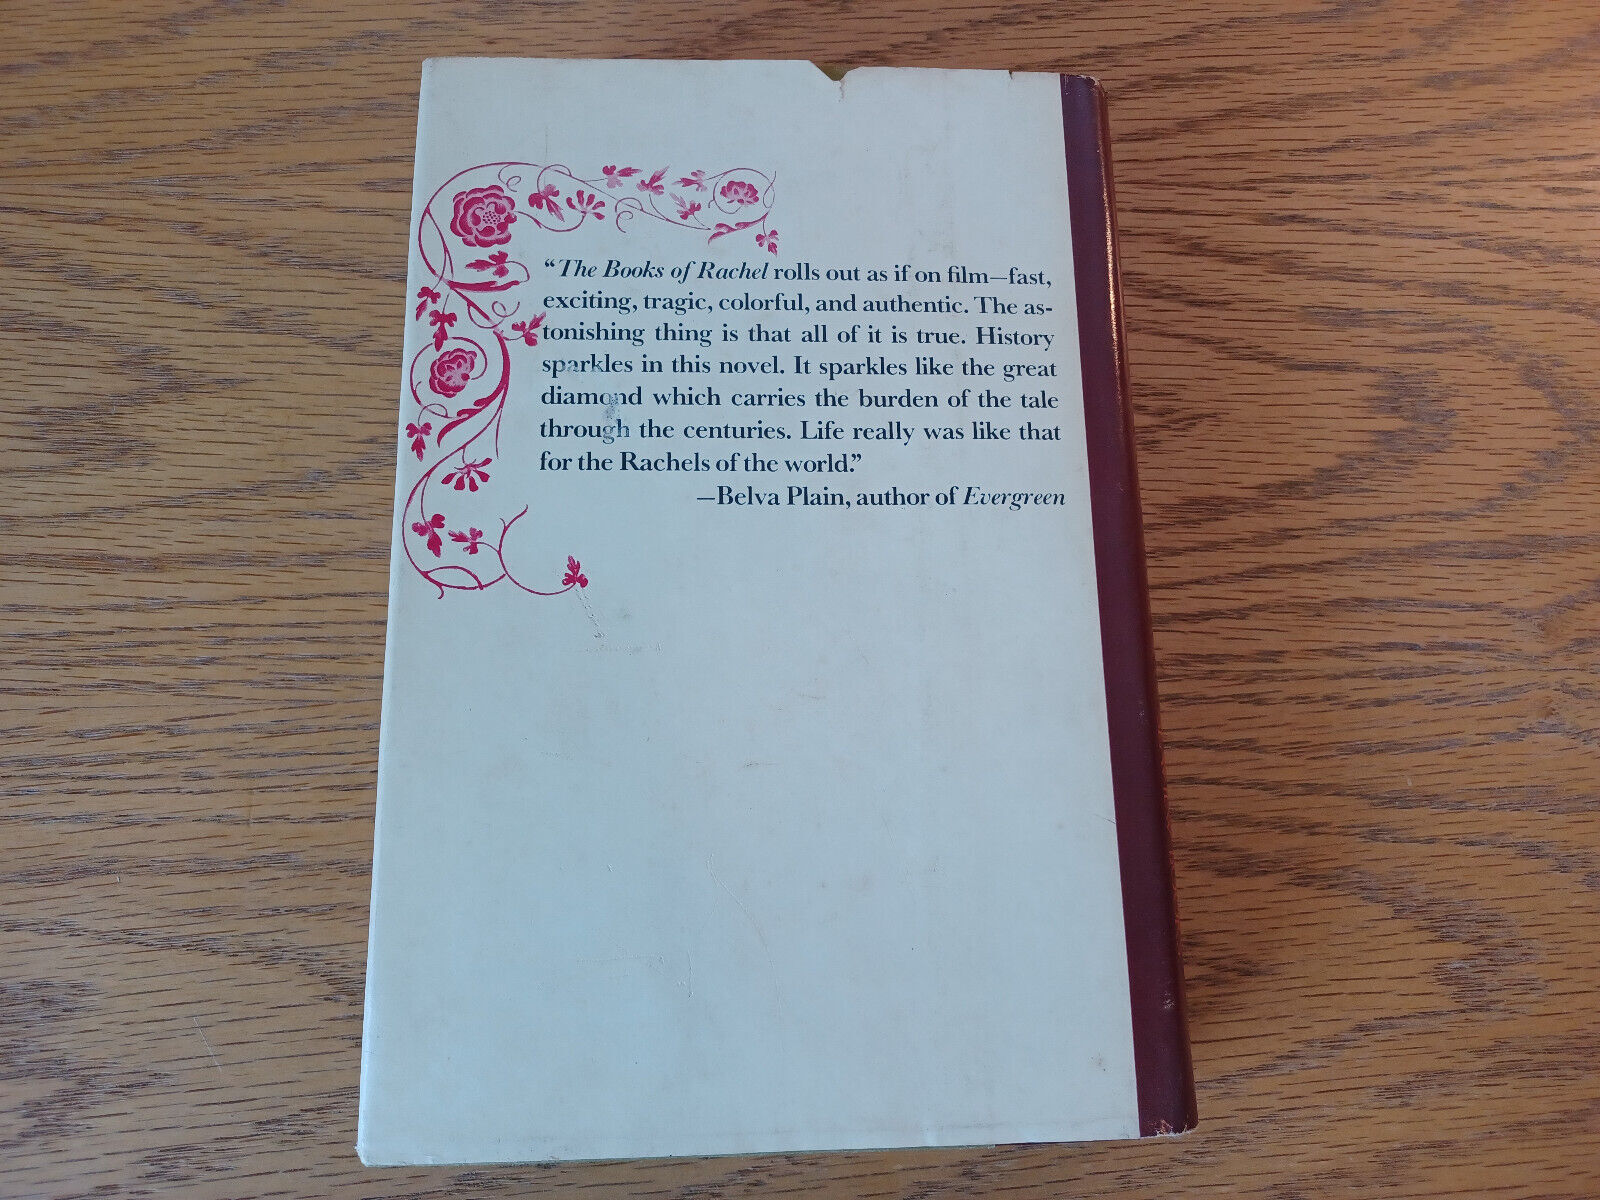 “The Books of Rachel rolls out as if on film—fast,
exciting, tragic, colorful, and authentic. The as-
tonishing thing is that all of it is true. History
sparkles in this novel. It sparkles like the great
diamond which carries the burden of the tale
through the centuries. Life really was like that
for the Rachels of the world.”
—Belva Plain, author of Evergreen